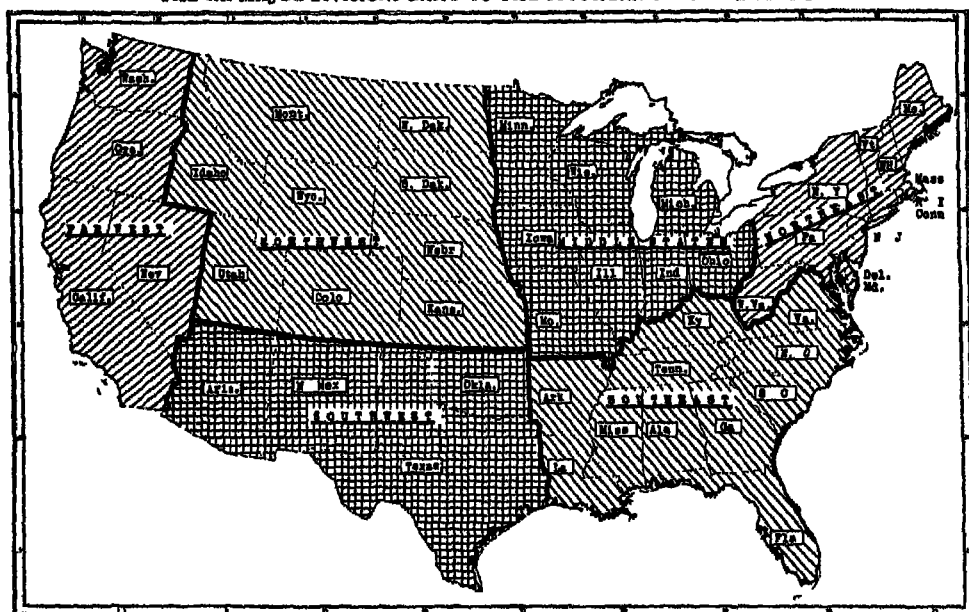 Wash.
Ore.
Mont.
N. Dak.
Minn.
Idaho
Wyo.
S. Dak.
Wis.
Mich.
Me.
Vt
NH
Mass
R I
Conn
N. Y
NORTHEAST
FAR WEST
NORTHWEST
MIDDLE STATES
Nebr
Iowa
Pa
N J
Nev
Utah
Ill
Ind
Ohio
Del.
Md.
Calif.
Colo
Kans.
Mo.
W.Va.
Va.
Ky
N. C
Tenn.
Ariz.
N Mex
Okla.
Ark
SOUTHEAST
S C
SOUTHWEST
Miss
Ala
Ga
Texas
La
Fla